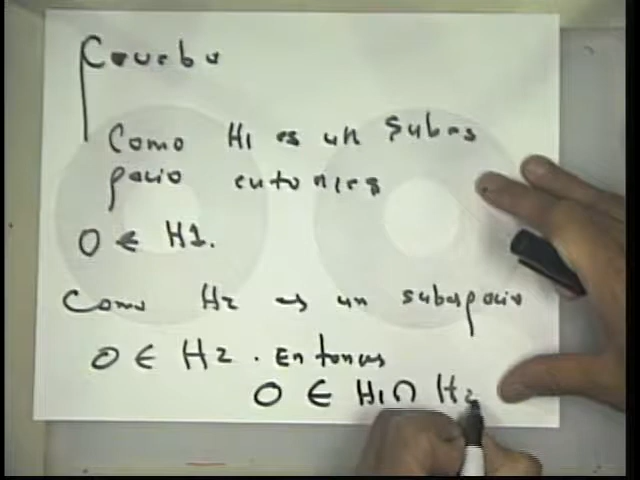 Prueba
Como H1 es un subes
pacio entonces
0 ∈ H1.
Como H2 es un subespacio
0 ∈ H2. Entonces
0 ∈ H1 ∩ H2